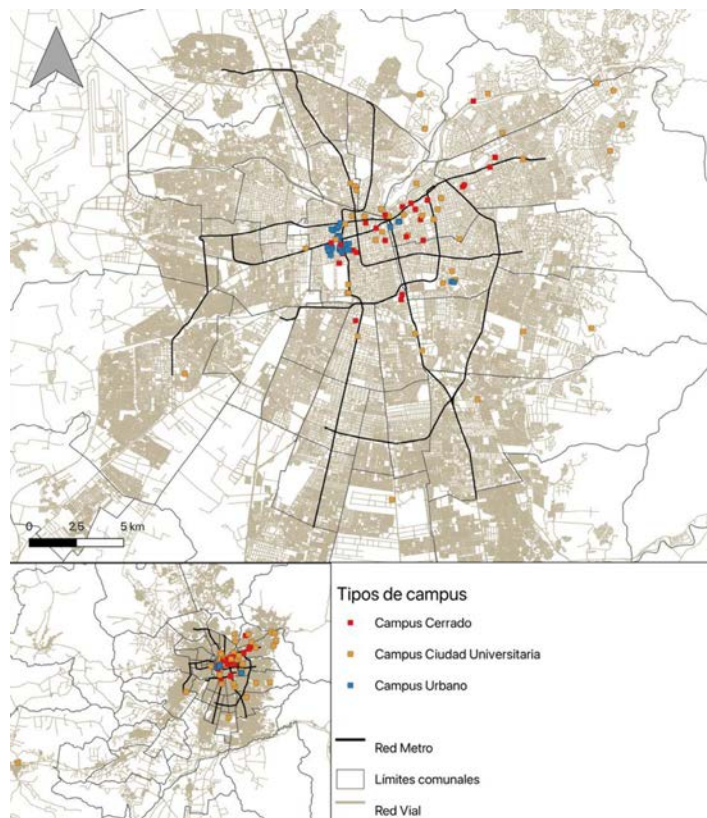 0 2.5 5 km
Tipos de campus
Campus Cerrado
Campus Ciudad Universitaria
Campus Urbano
Red Metro
Límites comunales
Red Vial